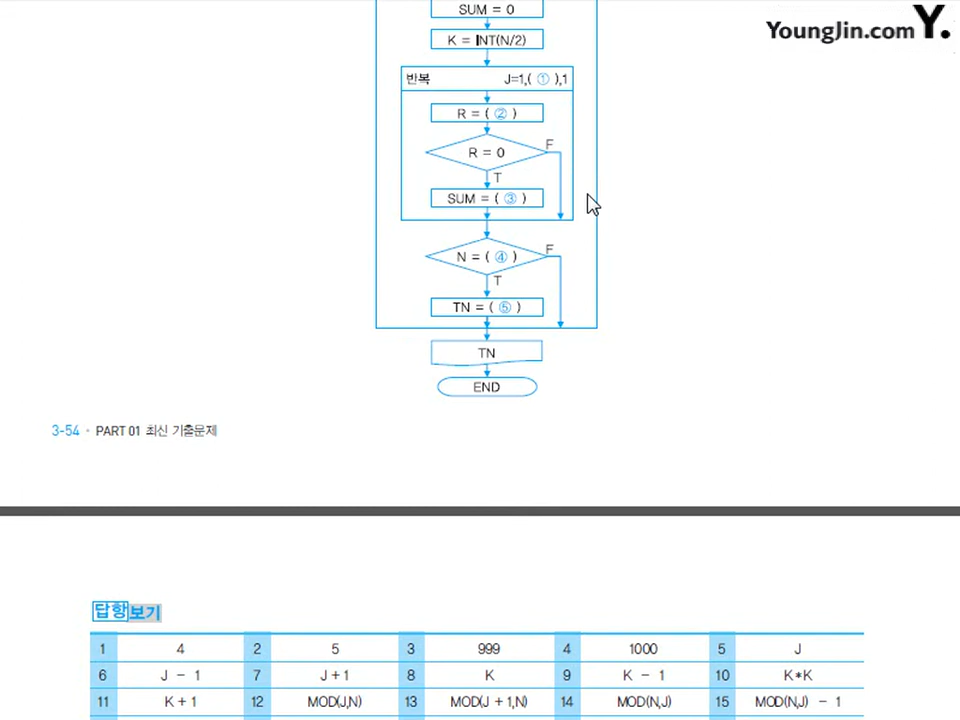 SUM = 0
YoungJin.com Y.
K = INT(N/2)
반복 J=1,( ① ),1
R = ( ② )
R = 0
F
T
SUM = ( ③ )
N = ( ④ )
F
T
TN = ( ⑤ )
TN
END
3-54 • PART 01 최신 기출문제
답항보기
1 4 2 5 3 999 4 1000 5 J
6 J - 1 7 J+1 8 K 9 K - 1 10 K*K
11 K+1 12 MOD(J,N) 13 MOD(J+1,N) 14 MOD(N,J) 15 MOD(N,J) - 1